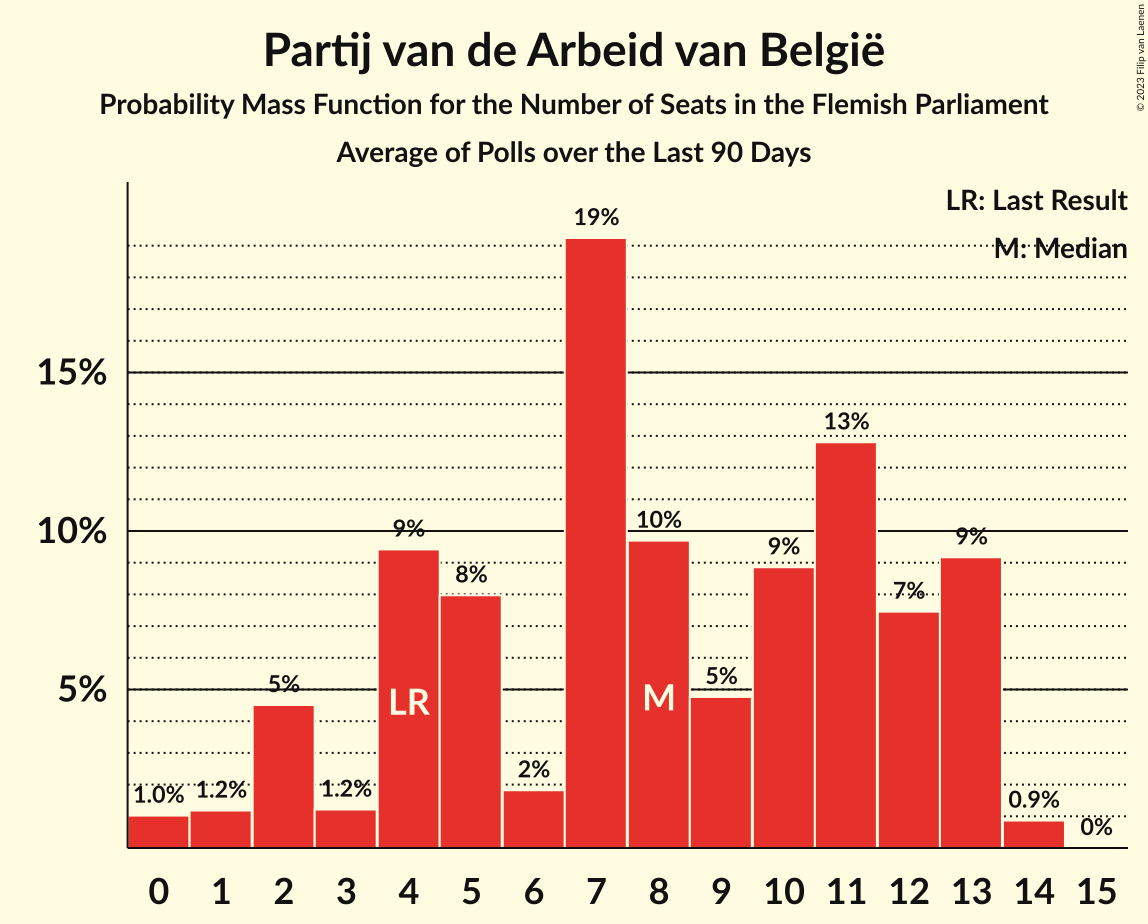 Partij van de Arbeid van België
Probability Mass Function for the Number of Seats in the Flemish Parliament
Average of Polls over the Last 90 Days
© 2023 Filip van Laenen
LR: Last Result
M: Median
15%
10%
5%
1.0%
1.2%
5%
1.2%
9%
8%
2%
19%
10%
5%
9%
13%
7%
9%
0.9%
0%
LR
M
0 1 2 3 4 5 6 7 8 9 10 11 12 13 14 15